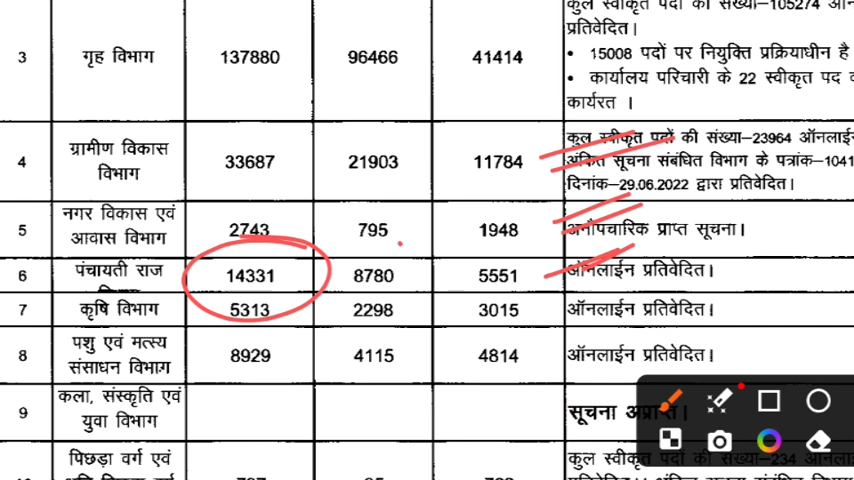 कुल स्वीकृत पदों की संख्या–105274
प्रतिवेदित।
3 गृह विभाग 137880 96466 41414
• 15008 पदों पर नियुक्ति प्रक्रियाधीन है
• कार्यालय परिचारी के 22 स्वीकृत पद
कार्यरत ।
4 ग्रामीण विकास विभाग 33687 21903 11784
कुल स्वीकृत पदों की संख्या–23964 ऑनलाईन
अंकित सूचना संबंधित विभाग के पत्रांक–1041
दिनांक–29.06.2022 द्वारा प्रतिवेदित।
5 नगर विकास एवं आवास विभाग 2743 795 1948 अनौपचारिक प्राप्त सूचना।
6 पंचायती राज 14331 8780 5551 ऑनलाईन प्रतिवेदित।
7 कृषि विभाग 5313 2298 3015 ऑनलाईन प्रतिवेदित।
8 पशु एवं मत्स्य संसाधन विभाग 8929 4115 4814 ऑनलाईन प्रतिवेदित।
9 कला, संस्कृति एवं युवा विभाग सूचना अप्राप्त।
पिछड़ा वर्ग एवं
कुल स्वीकृत पदों की संख्या–234